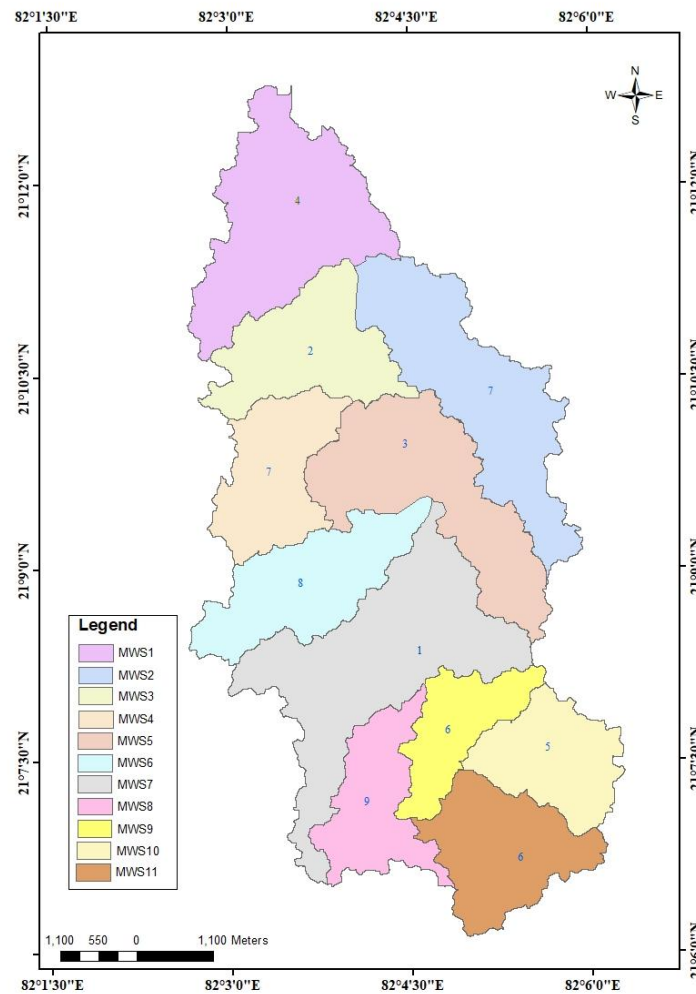 82°1'30"E 82°3'0"E 82°4'30"E 82°6'0"E
N
W E
S
21°12'0"N
4
2
21°10'30"N
7
3
7
21°9'0"N
8
1
6
5
21°7'30"N
9
6
Legend
MWS1
MWS2
MWS3
MWS4
MWS5
MWS6
MWS7
MWS8
MWS9
MWS10
MWS11
1,100 550 0 1,100 Meters
82°1'30"E 82°3'0"E 82°4'30"E 82°6'0"E